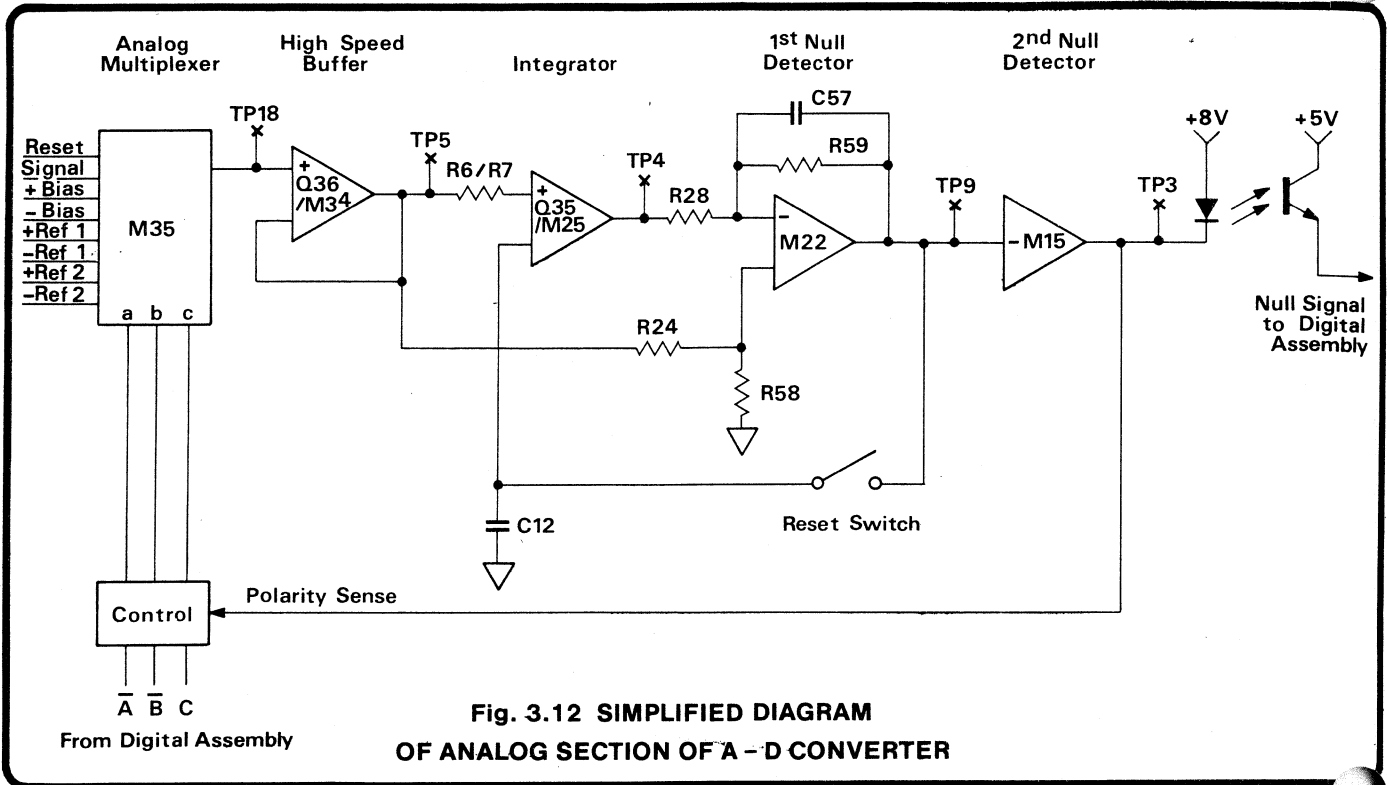 Analog
Multiplexer
High Speed
Buffer
Integrator
1st Null
Detector
2nd Null
Detector
C57
TP18
+8V
+5V
Reset
Signal
+ Bias
- Bias
+Ref 1
-Ref 1
+Ref 2
-Ref 2
M35
a b c
+
Q36
/M34
TP5
R6/R7
+
Q35
/M25
TP4
R28
R59
-
M22
TP9
-M15
TP3
Null Signal
to Digital
Assembly
R24
R58
C12
Reset Switch
Polarity Sense
Control
A̅ B̅ C
From Digital Assembly
Fig. 3.12 SIMPLIFIED DIAGRAM
OF ANALOG SECTION OF A – D CONVERTER